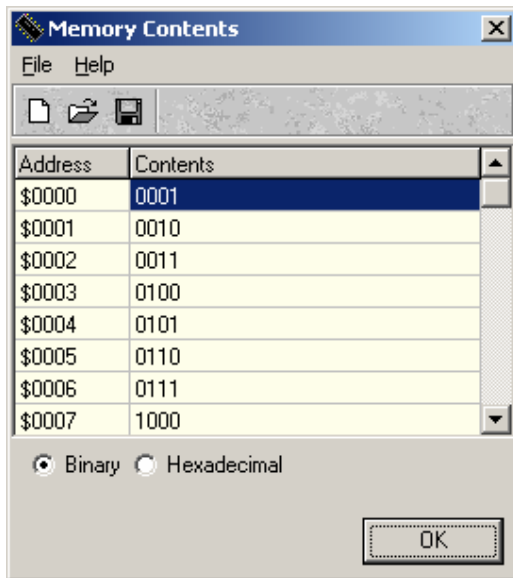 Memory Contents
File Help
Address Contents
$0000 0001
$0001 0010
$0002 0011
$0003 0100
$0004 0101
$0005 0110
$0006 0111
$0007 1000
Binary Hexadecimal
OK